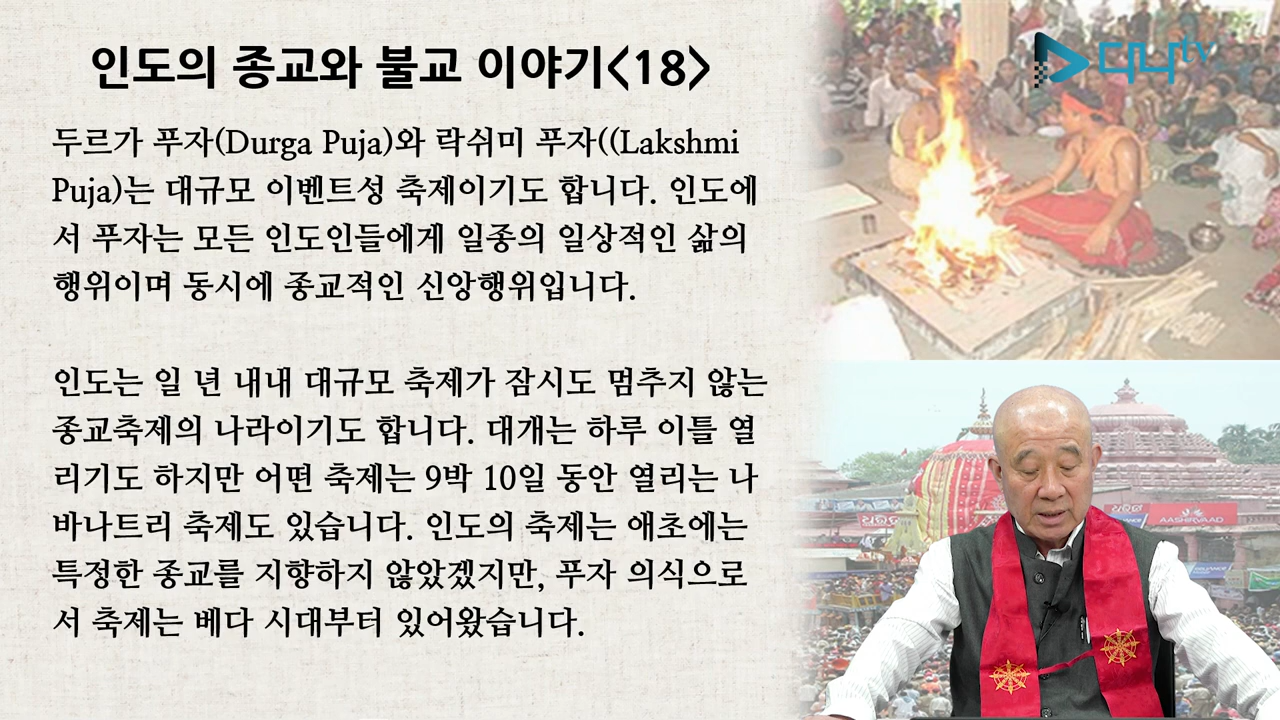 인도의 종교와 불교 이야기<18>
다나tv
두르가 푸자(Durga Puja)와 락쉬미 푸자((Lakshmi
Puja)는 대규모 이벤트성 축제이기도 합니다. 인도에
서 푸자는 모든 인도인들에게 일종의 일상적인 삶의
행위이며 동시에 종교적인 신앙행위입니다.
인도는 일 년 내내 대규모 축제가 잠시도 멈추지 않는
종교축제의 나라이기도 합니다. 대개는 하루 이틀 열
리기도 하지만 어떤 축제는 9박 10일 동안 열리는 나
바나트리 축제도 있습니다. 인도의 축제는 애초에는
특정한 종교를 지향하지 않았겠지만, 푸자 의식으로
서 축제는 베다 시대부터 있어왔습니다.
AASHIRVAAD